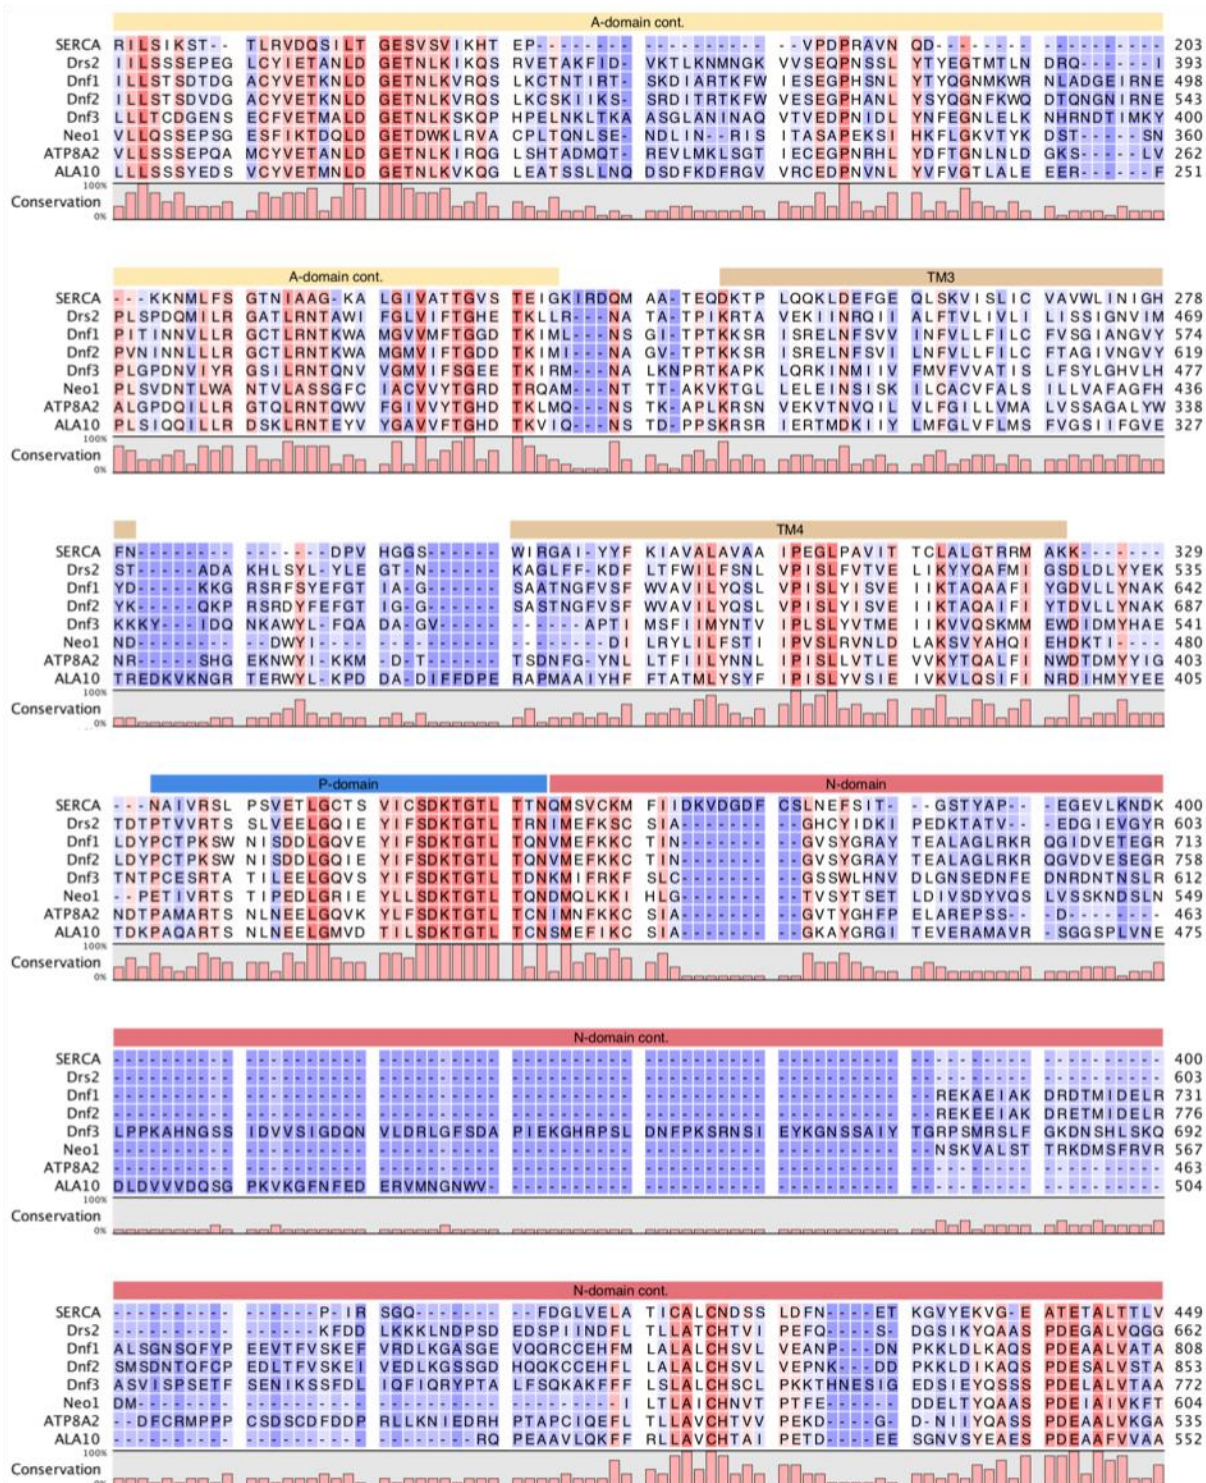 A-domain cont.
SERCA RILSIKST-- TLRVDQSILT GESVSVIKHT EP-------- ---------- --VPDPRAVN QD-------- ---------- 203
Drs2 IILSSSEPEG LCYIETANLD GETNLKIKQS RVETAKFID- VKTLKNMNGK VVSEQPNSSL YTYEGTMTLN DRQ------I 393
Dnf1 ILLSTSDTDG ACYVETKNLD GETNLKVRQS LKCTNTIRT- SKDIARTKFW IESEGPHSNL YTYQGNMKWR NLADGEIRNE 498
Dnf2 ILLSTSDVDG ACYVETKNLD GETNLKVRQS LKCSKIIKS- SRDITRTKFW VESEGPHANL YSYQGNFKWQ DTQNGNIRNE 543
Dnf3 LLLTCDGENS ECFVETMALD GETNLKSKQP HPELNKLTKA ASGLANINAQ VTVEDPNIDL YNFEGNLELK NHRNDTIMKY 400
Neo1 VLLQSSEPSG ESFIKTDQLD GETDWKLRVA CPLTQNLSE- NDLIN--RIS ITASAPEKSI HKFLGKVTYK DST-----SN 360
ATP8A2 VLLSSSEPQA MCYVETANLD GETNLKIRQG LSHTADMQT- REVLMKLSGT IECEGPNRHL YDFTGNLNLD GKS-----LV 262
ALA10 LLLSSSYEDS VCYVETMNLD GETNLKVKQG LEATSSLLNQ DSDFKDFRGV VRCEDPNVNL YVFVGTLALE EER------F 251
100%
Conservation
0%
A-domain cont. TM3
SERCA ---KKNMLFS GTNIAAG-KA LGIVATTGVS TEIGKIRDQM AA-TEQDKTP LQQKLDEFGE QLSKVISLIC VAVWLINIGH 278
Drs2 PLSPDQMILR GATLRNTAWI FGLVIFTGHE TKLLR---NA TA-TPIKRTA VEKIINRQII ALFTVLIVLI LISSIGNVIM 469
Dnf1 PITINNVLLR GCTLRNTKWA MGVVMFTGGD TKIML---NS GI-TPTKKSR ISRELNFSVV INFVLLFILC FVSGIANGVY 574
Dnf2 PVNINNLLLR GCTLRNTKWA MGMVIFTGDD TKIMI---NA GV-TPTKKSR ISRELNFSVI LNFVLLFILC FTAGIVNGVY 619
Dnf3 PLGPDNVIYR GSILRNTQNV VGMVIFSGEE TKIRM---NA LKNPRTKAPK LQRKINMIIV FMVFVVATIS LFSYLGHVLH 477
Neo1 PLSVDNTLWA NTVLASSGFC IACVVYTGRD TRQAM---NT TT-AKVKTGL LELEINSISK ILCACVFALS ILLVAFAGFH 436
ATP8A2 ALGPDQILLR GTQLRNTQWV FGIVVYTGHD TKLMQ---NS TK-APLKRSN VEKVTNVQIL VLFGILLVMA LVSSAGALYW 338
ALA10 PLSIQQILLR DSKLRNTEYV YGAVVFTGHD TKVIQ---NS TD-PPSKRSR IERTMDKIIY LMFGLVFLMS FVGSIIFGVE 327
100%
Conservation
0%
TM4
SERCA FN-------- ------DPV HGGS------ WIRGAI-YYF KIAVALAVAA IPEGLPAVIT TCLALGTRRM AKK------- 329
Drs2 ST-----ADA KHLSYL-YLE GT-N------ KAGLFF-KDF LTFWILFSNL VPISLFVTVE LIKYYQAFMI GSDLDLYYEK 535
Dnf1 YD-----KKG RSRFSYEFGT IA-G------ SAATNGFVSF WVAVILYQSL VPISLYISVE IIKTAQAAFI YGDVLLYNAK 642
Dnf2 YK-----QKP RSRDYFEFGT IG-G------ SASTNGFVSF WVAVILYQSL VPISLYISVE IIKTAQAIFI YTDVLLYNAK 687
Dnf3 KKKY---IDQ NKAWYL-FQA DA-GV----- ------APTI MSFIIMYNTV IPLSLYVTME IIKVVQSKMM EWDIDMYHAE 541
Neo1 ND-------- ---DWYI--- ---------- --------DI LRYLILFSTI IPVSLRVNLD LAKSVYAHQI EHDKTI---- 480
ATP8A2 NR-----SHG EKNWYI-KKM -D-T------ TSDNFG-YNL LTFIILYNNL IPISLLVTLE VVKYTQALFI NWDTDMYYIG 403
ALA10 TREDKVKNGR TERWYL-KPD DA-DIFFDPE RAPMAAIYHF FTATMLYSYF IPISLYVSIE IVKVLQSIFI NRDIHMYYEE 405
100%
Conservation
0%
P-domain N-domain
SERCA ---NAIVRSL PSVETLGCTS VICSDKTGTL TTNQMSVCKM FIIDKVDGDF CSLNEFSIT- --GSTYAP-- -EGEVLKNDK 400
Drs2 TDTPTVVRTS SLVEELGQIE YIFSDKTGTL TRNIMEFKSC SIA------- ---GHCYIDKI PEDKTATV-- -EDGIEVGYR 603
Dnf1 LDYPCTPKSW NISDDLGQVE YIFSDKTGTL TQNVMEFKKC TIN------- ---GVSYGRAY TEALAGLRKR QGIDVETEGR 713
Dnf2 LDYPCTPKSW NISDDLGQIE YIFSDKTGTL TQNVMEFKKC TIN------- ---GVSYGRAY TEALAGLRKR QGVDVESEGR 758
Dnf3 TNTPCESRTA TILEELGQVS YIFSDKTGTL TDNKMIFRKF SLC------- ---GSSWLHNV DLGNSEDNFE DNRDNTNSLR 612
Neo1 --PETIVRTS TIPEDLGRIE YLLSDKTGTL TQNDMQLKKI HLG------- ---TVSYTSET LDIVSDYVQS LVSSKNDSLN 549
ATP8A2 NDTPAMARTS NLNEELGQVK YLFSDKTGTL TCNIMNFKKC SIA------- ---GVTYGHFP ELAREPSS-- -D-------- 463
ALA10 TDKPAQARTS NLNEELGMVD TILSDKTGTL TCNSMEFIKC SIA------- ---GKAYGRGI TEVERAMAVR -SGGSPLVNE 475
100%
Conservation
0%
N-domain cont.
SERCA ---------- ---------- ---------- ---------- ---------- ---------- ---------- ---------- 400
Drs2 ---------- ---------- ---------- ---------- ---------- ---------- ---------- ---------- 603
Dnf1 ---------- ---------- ---------- ---------- ---------- ---------- --REKAEIAK DRDTMIDELR 731
Dnf2 ---------- ---------- ---------- ---------- ---------- ---------- --REKEEIAK DRETMIDELR 776
Dnf3 LPPKAHNGSS IDVVSIGDQN VLDRLGFSDA PIEKGHRPSL DNFPKSRNSI EYKGNSSAIY TGRPSMRSLF GKDNSHLSKQ 692
Neo1 ---------- ---------- ---------- ---------- ---------- ---------- --NSKVALST TRKDMSFRVR 567
ATP8A2 ---------- ---------- ---------- ---------- ---------- ---------- ---------- ---------- 463
ALA10 DLDVVVDQSG PKVKGFNFED ERVMNGNWV- ---------- ---------- ---------- ---------- ---------- 504
100%
Conservation
0%
N-domain cont.
SERCA ---------- ------P-IR SGQ------- --FDGLVELA TICALCNDSS LDFN----ET KGVYEKVG-E ATETALTTLV 449
Drs2 ---------- ------KFDD LKKKLNDPSD EDSPIINDFL TLLATCHTVI PEFQ----S- DGSIKYQAAS PDEGALVQGG 662
Dnf1 ALSGNSQFYP EEVTFVSKEF VRDLKGASGE VQQRCCEHFM LALALCHSVL VEANP---DN PKKLDLKAQS PDEAALVATA 808
Dnf2 SMSDNTQFCP EDLTFVSKEI VEDLKGSSGD HQQKCCEHFL LALALCHSVL VEPNK---DD PKKLDIKAQS PDESALVSTA 853
Dnf3 ASVISPSETF SENIKSSFDL IQFIQRYPTA LFSQKAKFFF LSLALCHSCL PKKTHNESIG EDSIEYQSSS PDELALVTAA 772
Neo1 DM-------- ---------- ---------- --------I LTLAICHNVT PTFE------ DDELTYQAAS PDEIAIVKFT 604
ATP8A2 --DFCRMPPP CSDSCDFDDP RLLKNIEDRH PTAPCIQEFL TLLAVCHTVV PEKD----G- D-NIIYQASS PDEAALVKGA 535
ALA10 ---------- ---------- --------RQ PEAAVLQKFF RLLAVCHTAI PETD----EE SGNVSYEAES PDEAAFVVAA 552
100%
Conservation
0%